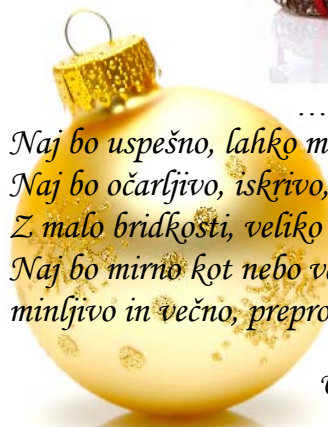 ...
Naj bo uspešno, lahko
Naj bo očarljivo, iskrivo,
Z malo bridkosti, veliko
Naj bo mirno kot nebo
minljivo in večno,